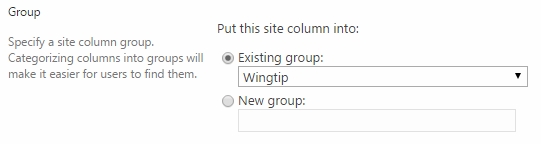 Group
Specify a site column group.
Categorizing columns into groups will
make it easier for users to find them.
Put this site column into:
Existing group:
Wingtip
New group: